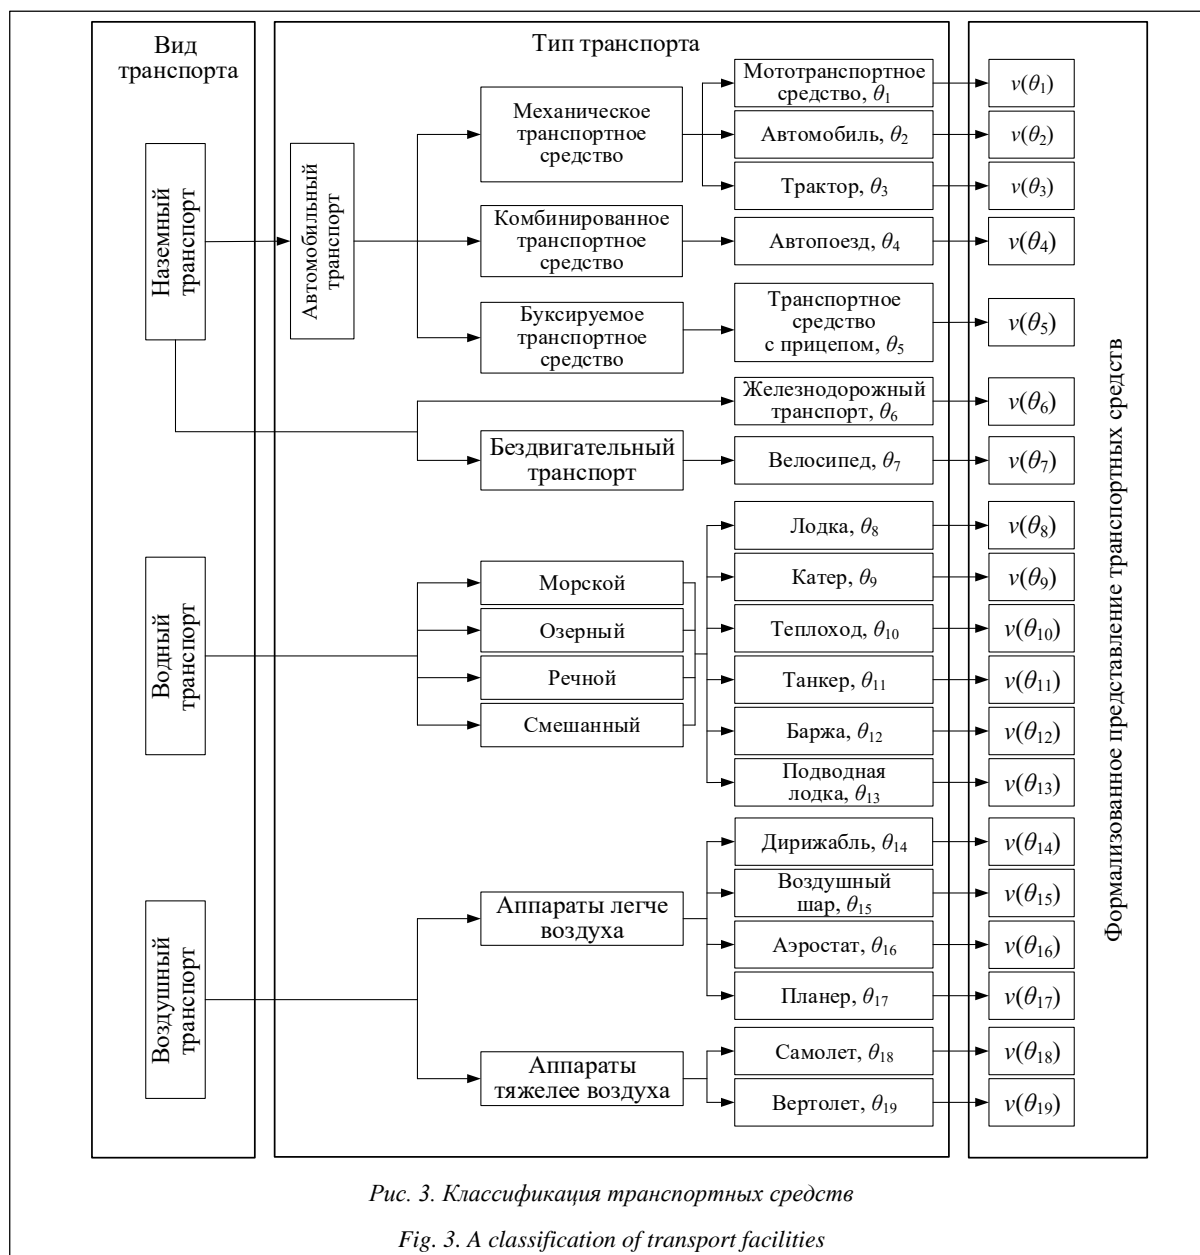 Вид
транспорта
Тип транспорта
Формализованное представление транспортных средств
Наземный
транспорт
Автомобильный
транспорт
Механическое
транспортное
средство
Мототранспортное
средство, θ1
v(θ1)
Автомобиль, θ2
v(θ2)
Трактор, θ3
v(θ3)
Комбинированное
транспортное
средство
Автопоезд, θ4
v(θ4)
Буксируемое
транспортное
средство
Транспортное
средство
с прицепом, θ5
v(θ5)
Железнодорожный
транспорт, θ6
v(θ6)
Бездвигательный
транспорт
Велосипед, θ7
v(θ7)
Водный
транспорт
Морской
Озерный
Речной
Смешанный
Лодка, θ8
v(θ8)
Катер, θ9
v(θ9)
Теплоход, θ10
v(θ10)
Танкер, θ11
v(θ11)
Баржа, θ12
v(θ12)
Подводная
лодка, θ13
v(θ13)
Воздушный
транспорт
Аппараты легче
воздуха
Дирижабль, θ14
v(θ14)
Воздушный
шар, θ15
v(θ15)
Аэростат, θ16
v(θ16)
Планер, θ17
v(θ17)
Аппараты
тяжелее воздуха
Самолет, θ18
v(θ18)
Вертолет, θ19
v(θ19)
Рис. 3. Классификация транспортных средств
Fig. 3. A classification of transport facilities